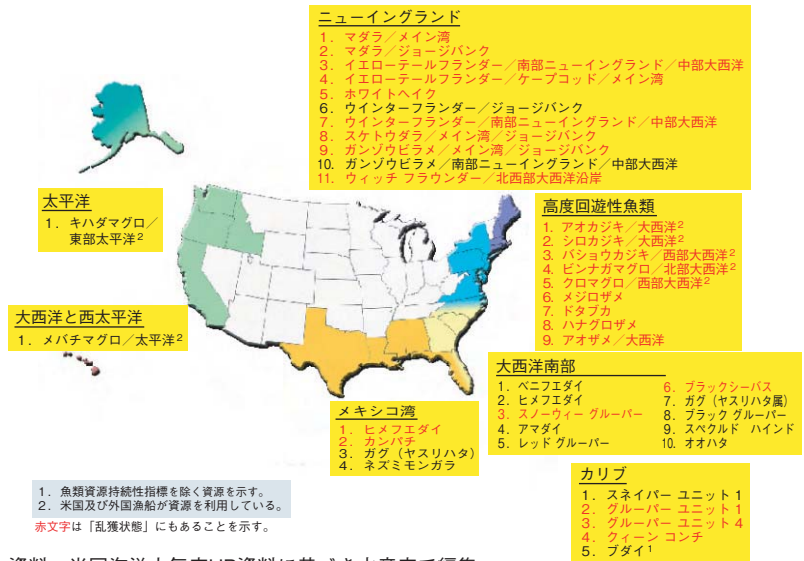 ニューイングランド
1. マダラ／メイン湾
2. マダラ／ジョージバンク
3. イエローテールフランダー／南部ニューイングランド／中部大西洋
4. イエローテールフランダー／ケープコッド／メイン湾
5. ホワイトヘイク
6. ウインターフランダー／ジョージバンク
7. ウインターフランダー／南部ニューイングランド／中部大西洋
8. スケトウダラ／メイン湾／ジョージバンク
9. ガンゾウビラメ／メイン湾／ジョージバンク
10. ガンゾウビラメ／南部ニューイングランド／中部大西洋
11. ウィッチ フラウンダー／北西部大西洋沿岸
太平洋
1. キハダマグロ／
東部太平洋²
高度回遊性魚類
1. アオカジキ／大西洋²
2. シロカジキ／大西洋²
3. バショウカジキ／西部大西洋²
4. ビンナガマグロ／北部大西洋²
5. クロマグロ／西部大西洋²
6. メジロザメ
7. ドタブカ
8. ハナグロザメ
9. アオザメ／大西洋
大西洋と西太平洋
1. メバチマグロ／太平洋²
大西洋南部
1. ベニフエダイ
2. ヒメフエダイ
3. スノーウィー グルーパー
4. アマダイ
5. レッド グルーパー
6. ブラックシーバス
7. ガグ（ヤスリハタ属）
8. ブラック グルーパー
9. スペクルド ハインド
10. オオハタ
メキシコ湾
1. ヒメフエダイ
2. カンパチ
3. ガグ（ヤスリハタ）
4. ネズミモンガラ
カリブ
1. スネイパー ユニット1
2. グルーパー ユニット1
3. グルーパー ユニット4
4. クィーン コンチ
5. ブダイ¹
1. 魚類資源持続性指標を除く資源を示す。
2. 米国及び外国漁船が資源を利用している。
赤文字は「乱獲状態」にもあることを示す。